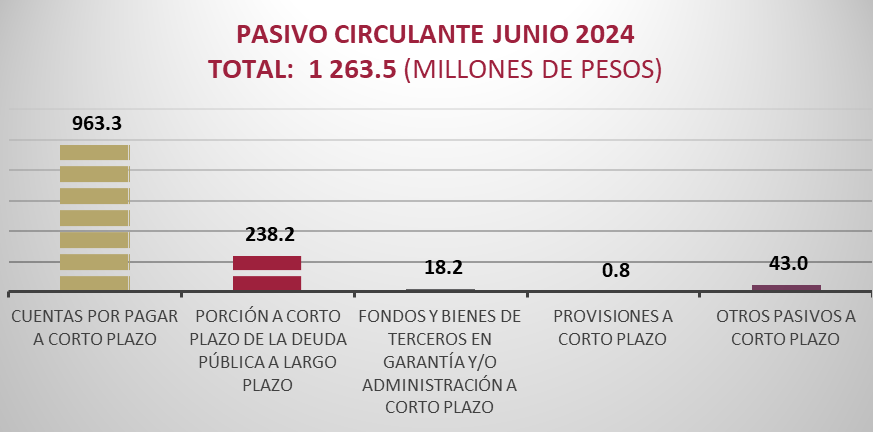 PASIVO CIRCULANTE JUNIO 2024
TOTAL:  1 263.5 (MILLONES DE PESOS)
963.3
238.2
18.2
0.8
43.0
CUENTAS POR PAGAR
A CORTO PLAZO
PORCIÓN A CORTO
PLAZO DE LA DEUDA
PÚBLICA A LARGO
PLAZO
FONDOS Y BIENES DE
TERCEROS EN
GARANTÍA Y/O
ADMINISTRACIÓN A
CORTO PLAZO
PROVISIONES A
CORTO PLAZO
OTROS PASIVOS A
CORTO PLAZO